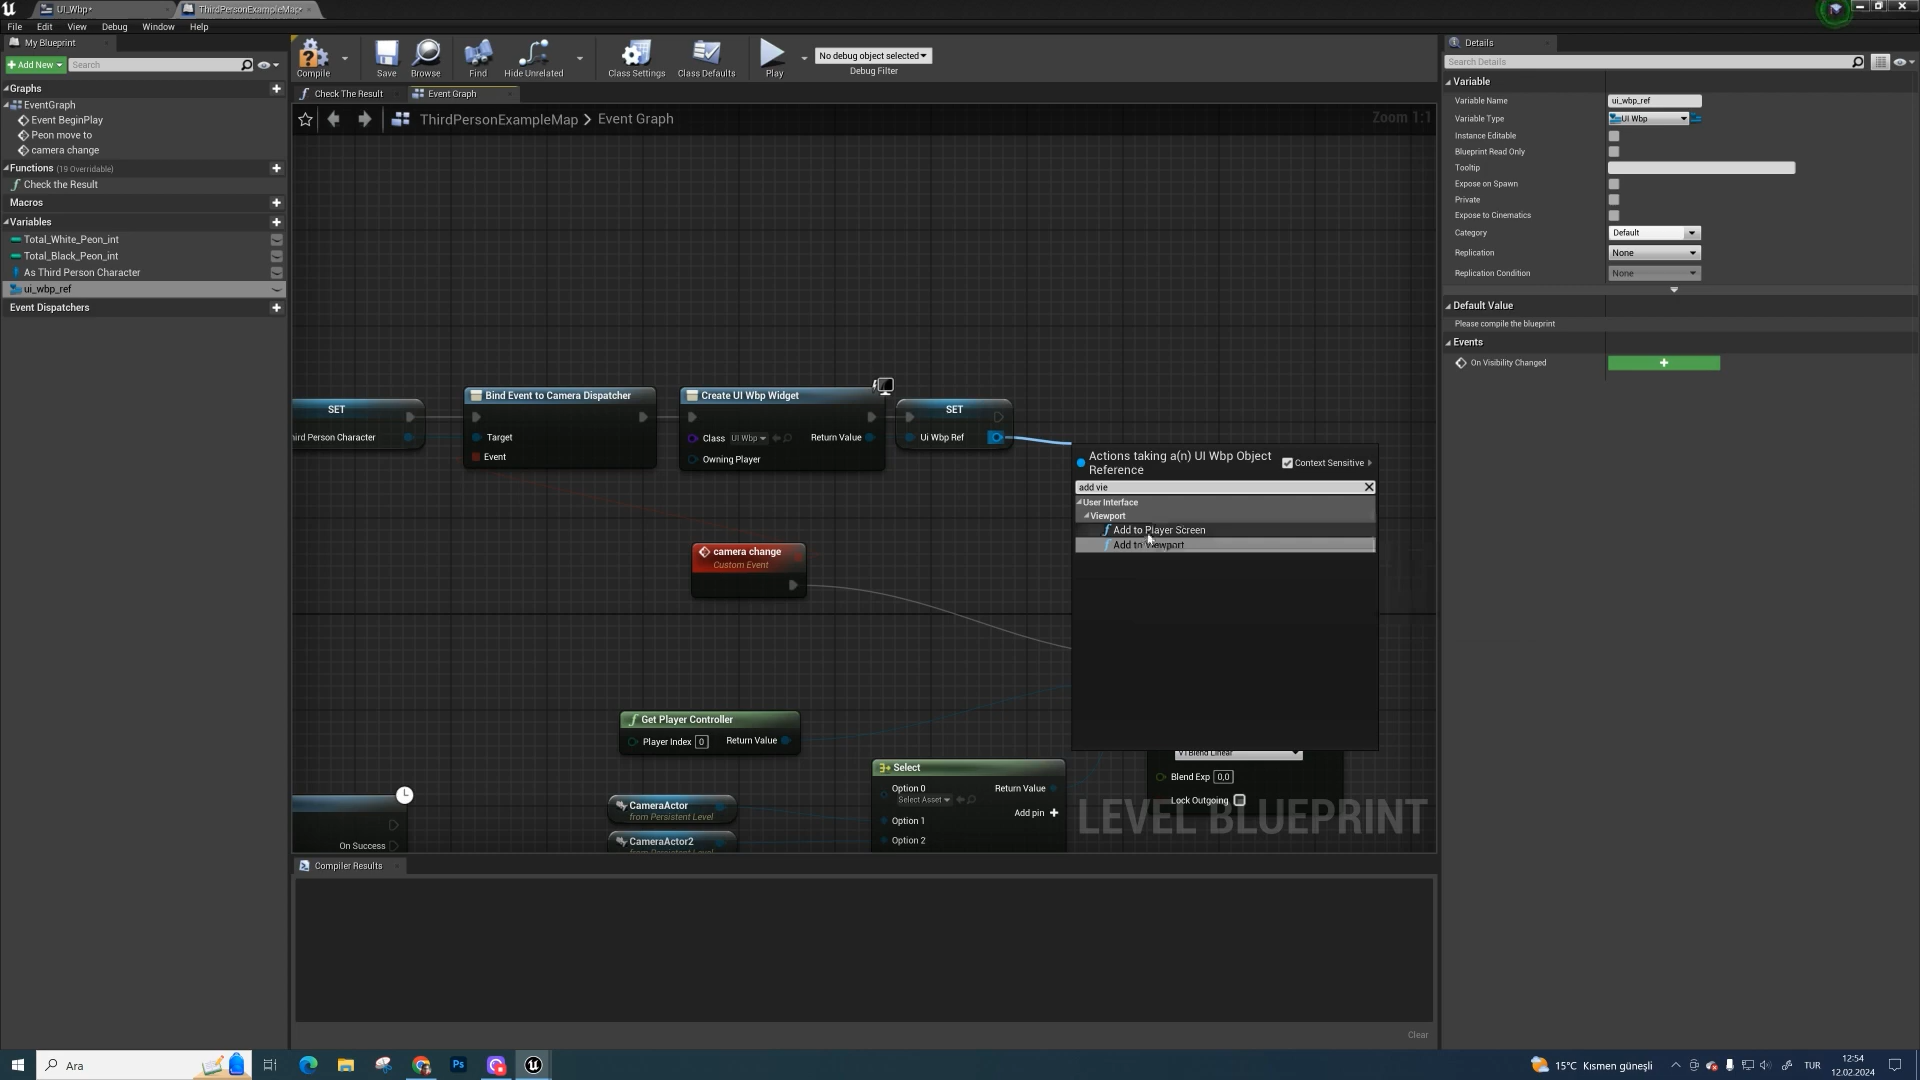 UI_Wbp*
ThirdPersonExampleMap*
File Edit View Debug Window Help
My Blueprint
+Add New Search
Graphs
EventGraph
Event BeginPlay
Peon move to
camera change
Functions (19 Overridable)
Check the Result
Macros
Variables
Total_White_Peon_int
Total_Black_Peon_int
As Third Person Character
ui_wbp_ref
Event Dispatchers
Compile Save Browse Find Hide Unrelated Class Settings Class Defaults Play
No debug object selected
Debug Filter
Check The Result
Event Graph
ThirdPersonExampleMap > Event Graph
Zoom 1:1
SET
hird Person Character
Bind Event to Camera Dispatcher
Target
Event
Create UI Wbp Widget
Class UI Wbp
Return Value
Owning Player
SET
Ui Wbp Ref
Actions taking a(n) UI Wbp Object
Reference
Context Sensitive
add vie
User Interface
Viewport
Add to Player Screen
Add to Viewport
camera change
Custom Event
Get Player Controller
Player Index 0
Return Value
Select
Option 0
Select Asset
Return Value
Add pin +
Option 1
Option 2
CameraActor
from Persistent Level
CameraActor2
from Persistent Level
On Success
VTBlend Linear
Blend Exp 0,0
Lock Outgoing
LEVEL BLUEPRINT
Compiler Results
Clear
Details
Search Details
Variable
Variable Name ui_wbp_ref
Variable Type UI Wbp
Instance Editable
Blueprint Read Only
Tooltip
Expose on Spawn
Private
Expose to Cinematics
Category Default
Replication None
Replication Condition None
Default Value
Please compile the blueprint
Events
On Visibility Changed
+
Ara
Ps
15°C Kısmen güneşli
TUR
12:54
12.02.2024